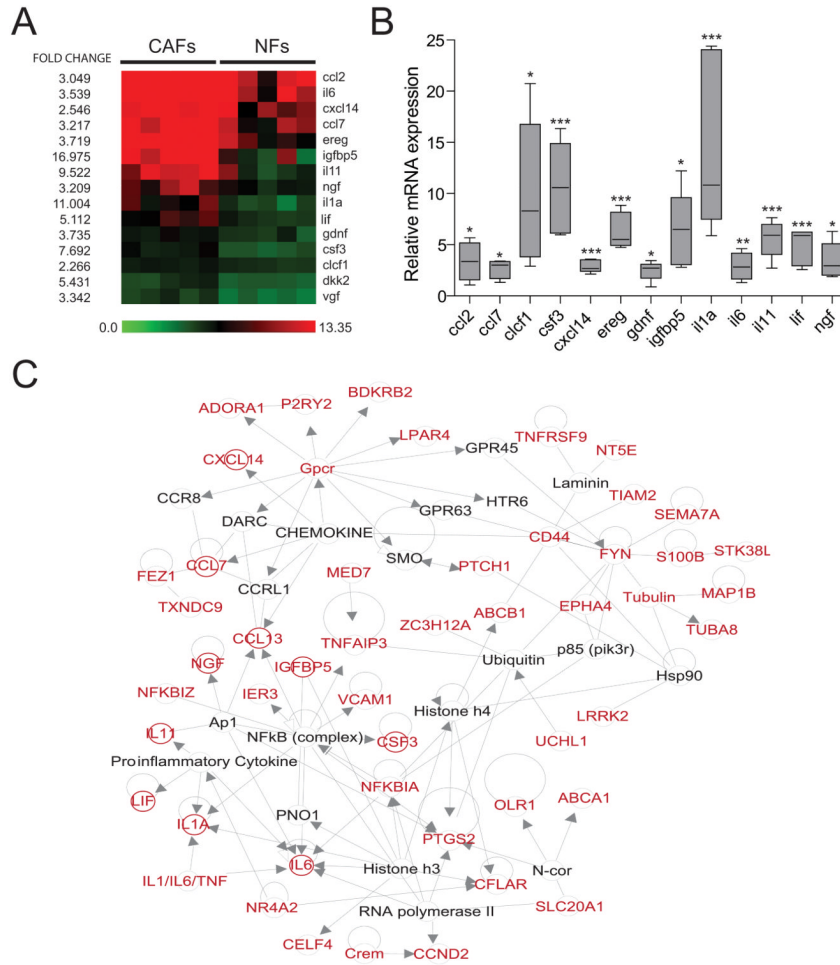 A
B
CAFs NFs
FOLD CHANGE
3.049 ccl2
3.539 il6
2.546 cxcl14
3.217 ccl7
3.719 ereg
16.975 igfbp5
9.522 il11
3.209 ngf
11.004 il1a
5.112 lif
3.735 gdnf
7.692 csf3
2.266 clcf1
5.431 dkk2
3.342 vgf
0.0 13.35
Relative mRNA expression
25
20
15
10
5
0
* * * *** *** *** * * *** ** *** *** *
ccl2 ccl7 clcf1 csf3 cxcl14 ereg gdnf igfbp5 il1a il6 il11 lif ngf
C
BDKRB2
ADORA1 P2RY2
LPAR4 TNFRSF9
CXCL14 Gpcr GPR45 NT5E
CCR8 Laminin
HTR6 TIAM2
DARC GPR63 SEMA7A
CHEMOKINE CD44
SMO FYN S100B STK38L
CCL7 PTCH1
FEZ1 MED7
CCRL1 EPHA4 Tubulin MAP1B
TXNDC9 ABCB1
ZC3H12A TUBA8
CCL13 TNFAIP3
Ubiquitin p85 (pik3r)
NGF IGFBP5 Hsp90
NFKBIZ IER3 VCAM1
Ap1 Histone h4 LRRK2
IL11 NFkB (complex) CSF3 UCHL1
Proinflammatory Cytokine
NFKBIA
LIF OLR1 ABCA1
IL1A PNO1
PTGS2
IL6 Histone h3 N-cor
IL1/IL6/TNF CFLAR
NR4A2 RNA polymerase II SLC20A1
CELF4 Crem CCND2